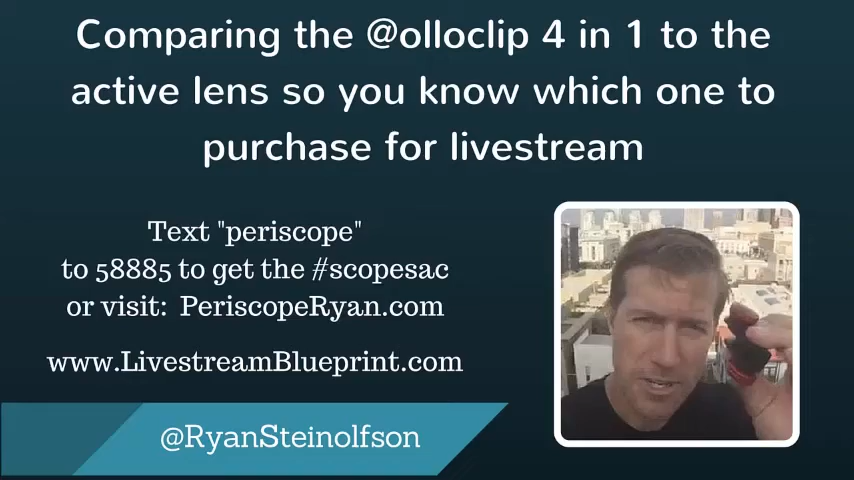 Comparing the @olloclip 4 in 1 to the
active lens so you know which one to
purchase for livestream
Text "periscope"
to 58885 to get the #scopesac
or visit: PeriscopeRyan.com
www.LivestreamBlueprint.com
@RyanSteinolfson